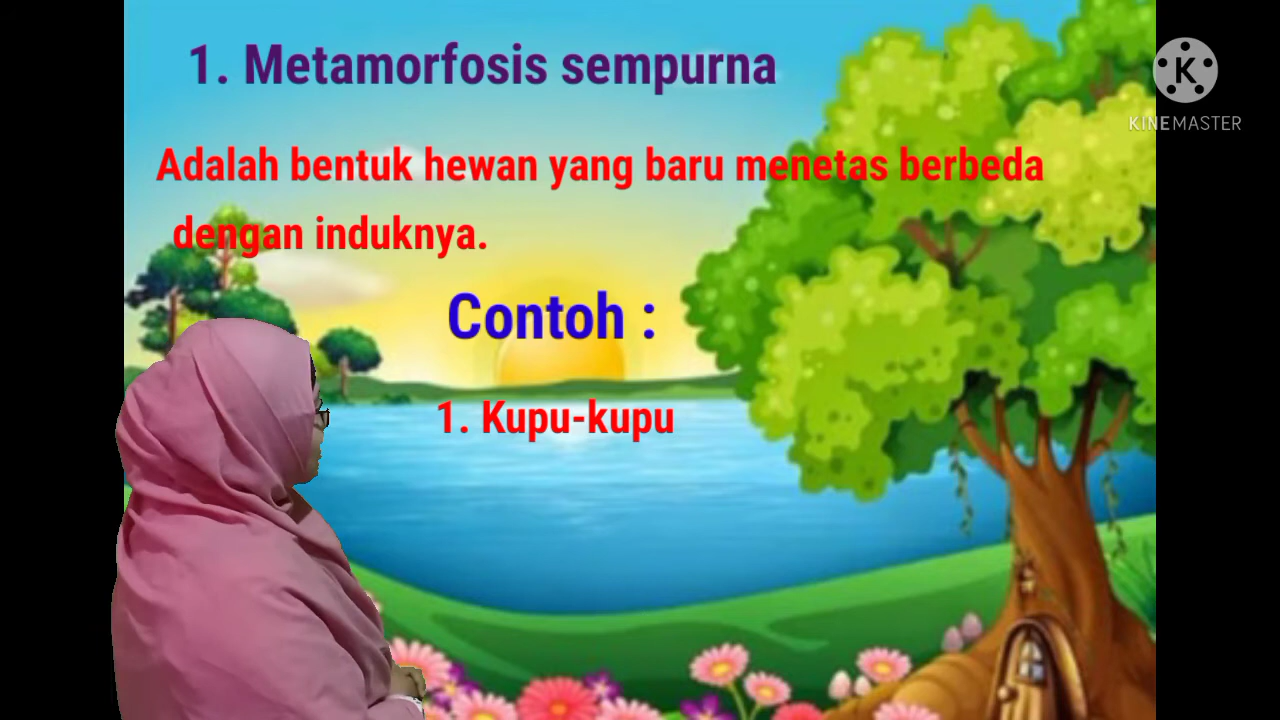 1. Metamorfosis sempurna
Adalah bentuk hewan yang baru menetas berbeda
dengan induknya.
Contoh :
1. Kupu-kupu
K
KINEMASTER